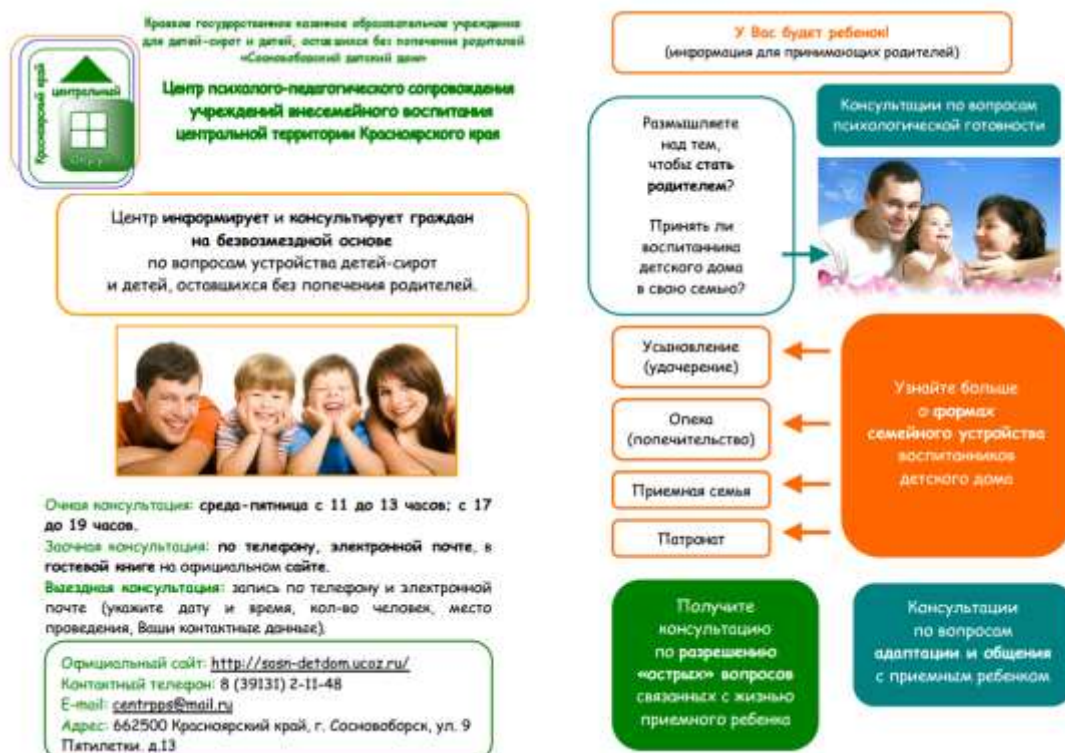 Краевое государственное казенное образовательное учреждение
для детей-сирот и детей, оставшихся без попечения родителей
«Сосновоборский детский дом»
Красноярский край
центральный
Центр психолого-педагогического сопровождения
учреждений внесемейного воспитания
центральной территории Красноярского края
Центр информирует и консультирует граждан
на безвозмездной основе
по вопросам устройства детей-сирот
и детей, оставшихся без попечения родителей.
Очная консультация: среда-пятница с 11 до 13 часов; с 17
до 19 часов.
Заочная консультация: по телефону, электронной почте, в
гостевой книге на официальном сайте.
Выездная консультация: запись по телефону и электронной
почте (укажите дату и время, кол-во человек, место
проведения, Ваши контактные данные).
Официальный сайт: http://sosn-detdom.ucoz.ru/
Контактный телефон: 8 (39131) 2-11-48
E-mail: centrpps@mail.ru
Адрес: 662500 Красноярский край, г. Сосновоборск, ул. 9
Пятилетки, д.13
У Вас будет ребенок!
(информация для принимающих родителей)
Размышляете
над тем,
чтобы стать
родителем?
Принять ли
воспитанника
детского дома
в свою семью?
Консультации по вопросам
психологической готовности
Усыновление
(удочерение)
Опека
(попечительство)
Приемная семья
Патронат
Узнайте больше
о формах
семейного устройства
воспитанников
детского дома
Получите
консультацию
по разрешению
«острых» вопросов
связанных с жизнью
приемного ребенка
Консультации
по вопросам
адаптации и общения
с приемным ребенком